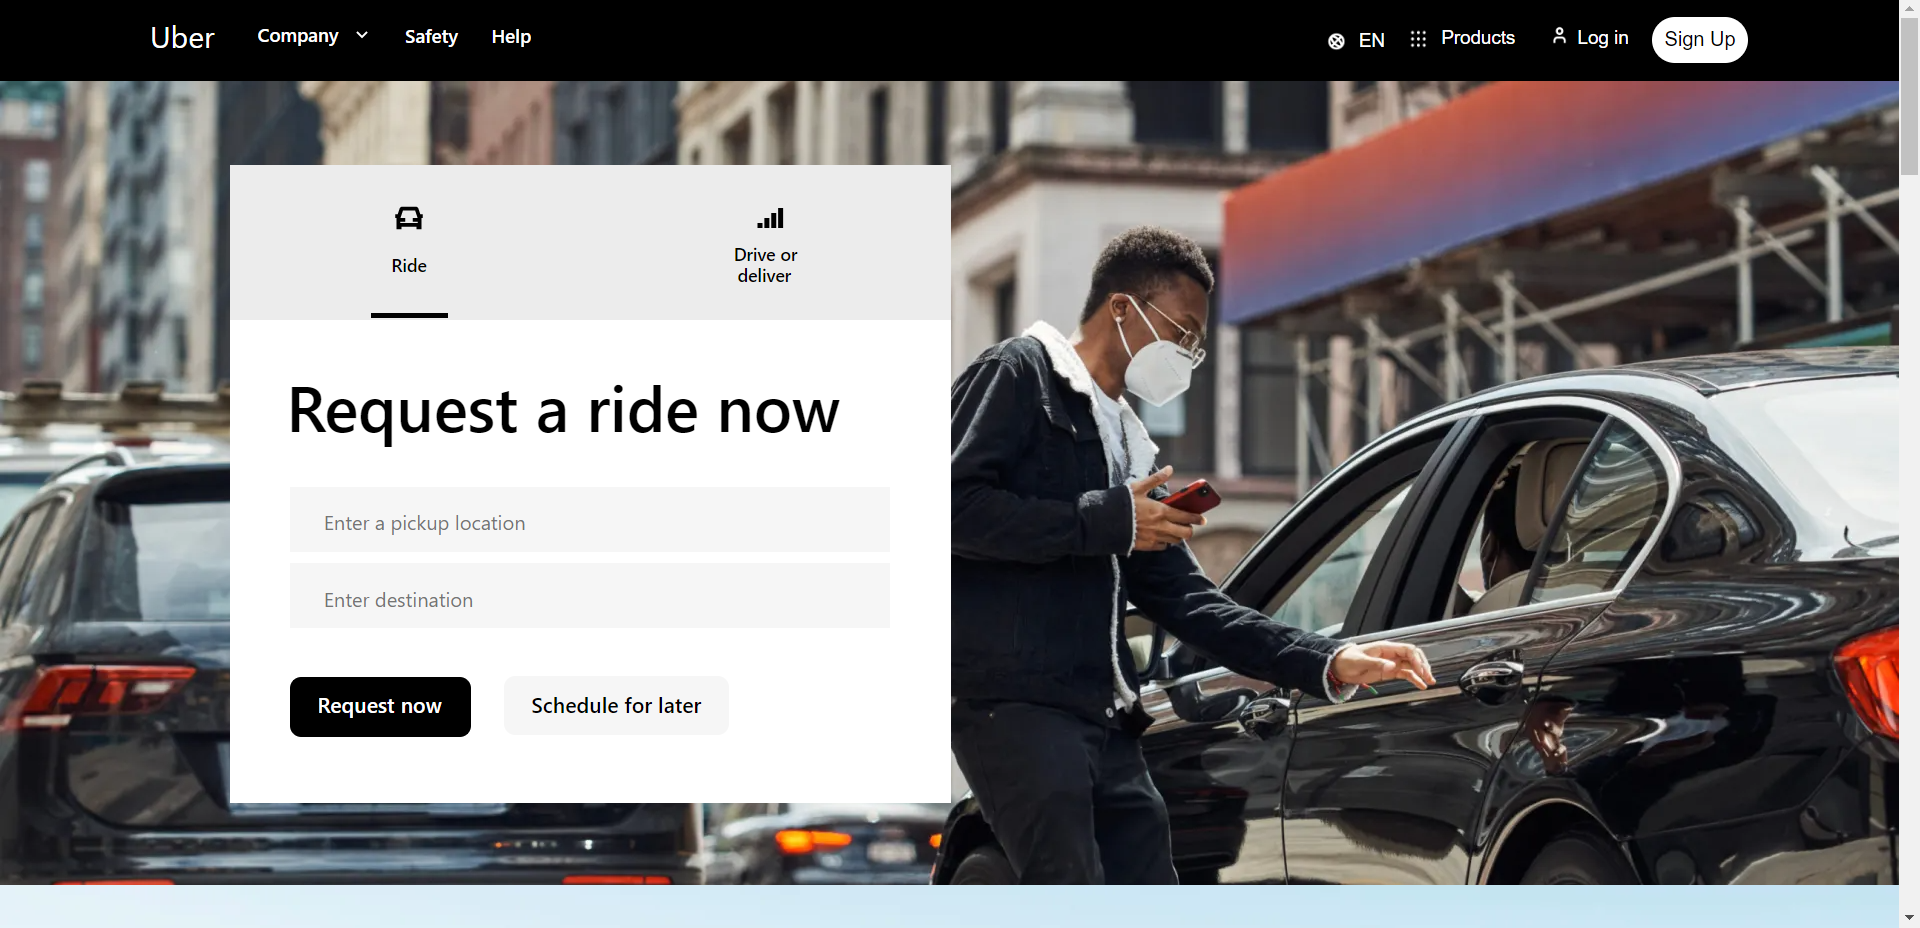 Uber
Company
Safety
Help
EN
Products
Log in
Sign Up
Ride
Drive or
deliver
Request a ride now
Enter a pickup location
Enter destination
Request now
Schedule for later